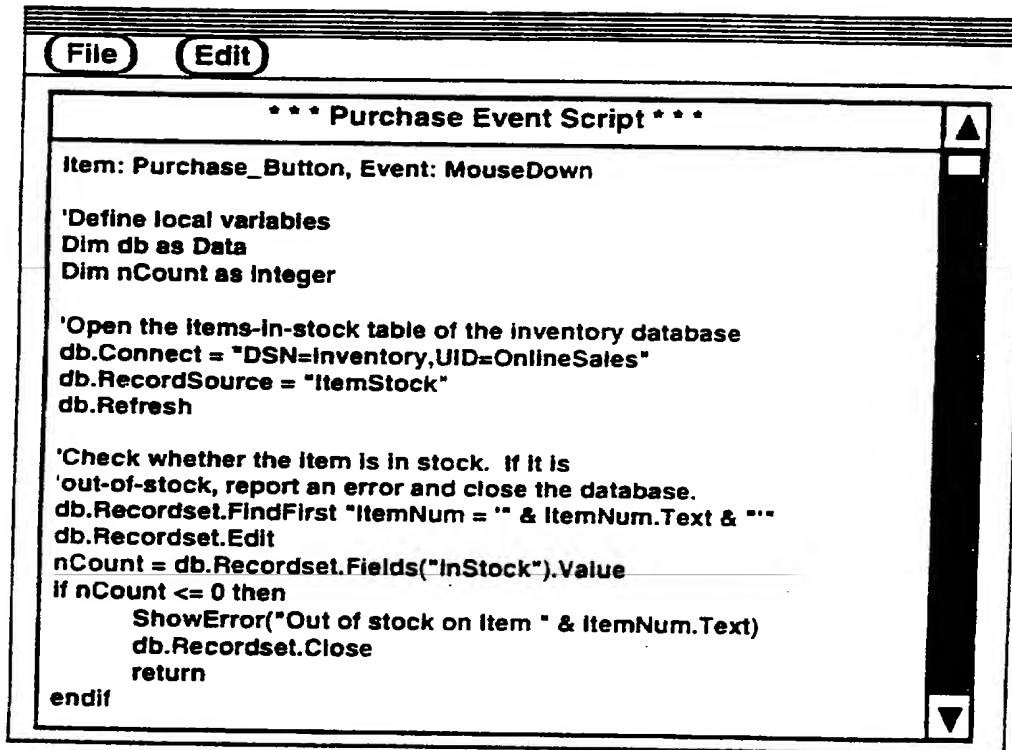 File Edit
* * * Purchase Event Script * * *
Item: Purchase_Button, Event: MouseDown
'Define local variables
Dim db as Data
Dim nCount as Integer
'Open the items-in-stock table of the inventory database
db.Connect = "DSN=Inventory,UID=OnlineSales"
db.RecordSource = "ItemStock"
db.Refresh
'Check whether the item is in stock. If it is
'out-of-stock, report an error and close the database.
db.Recordset.FindFirst "ItemNum = '" & ItemNum.Text & "'"
db.Recordset.Edit
nCount = db.Recordset.Fields("InStock").Value
if nCount <= 0 then
ShowError("Out of stock on item " & ItemNum.Text)
db.Recordset.Close
return
endif